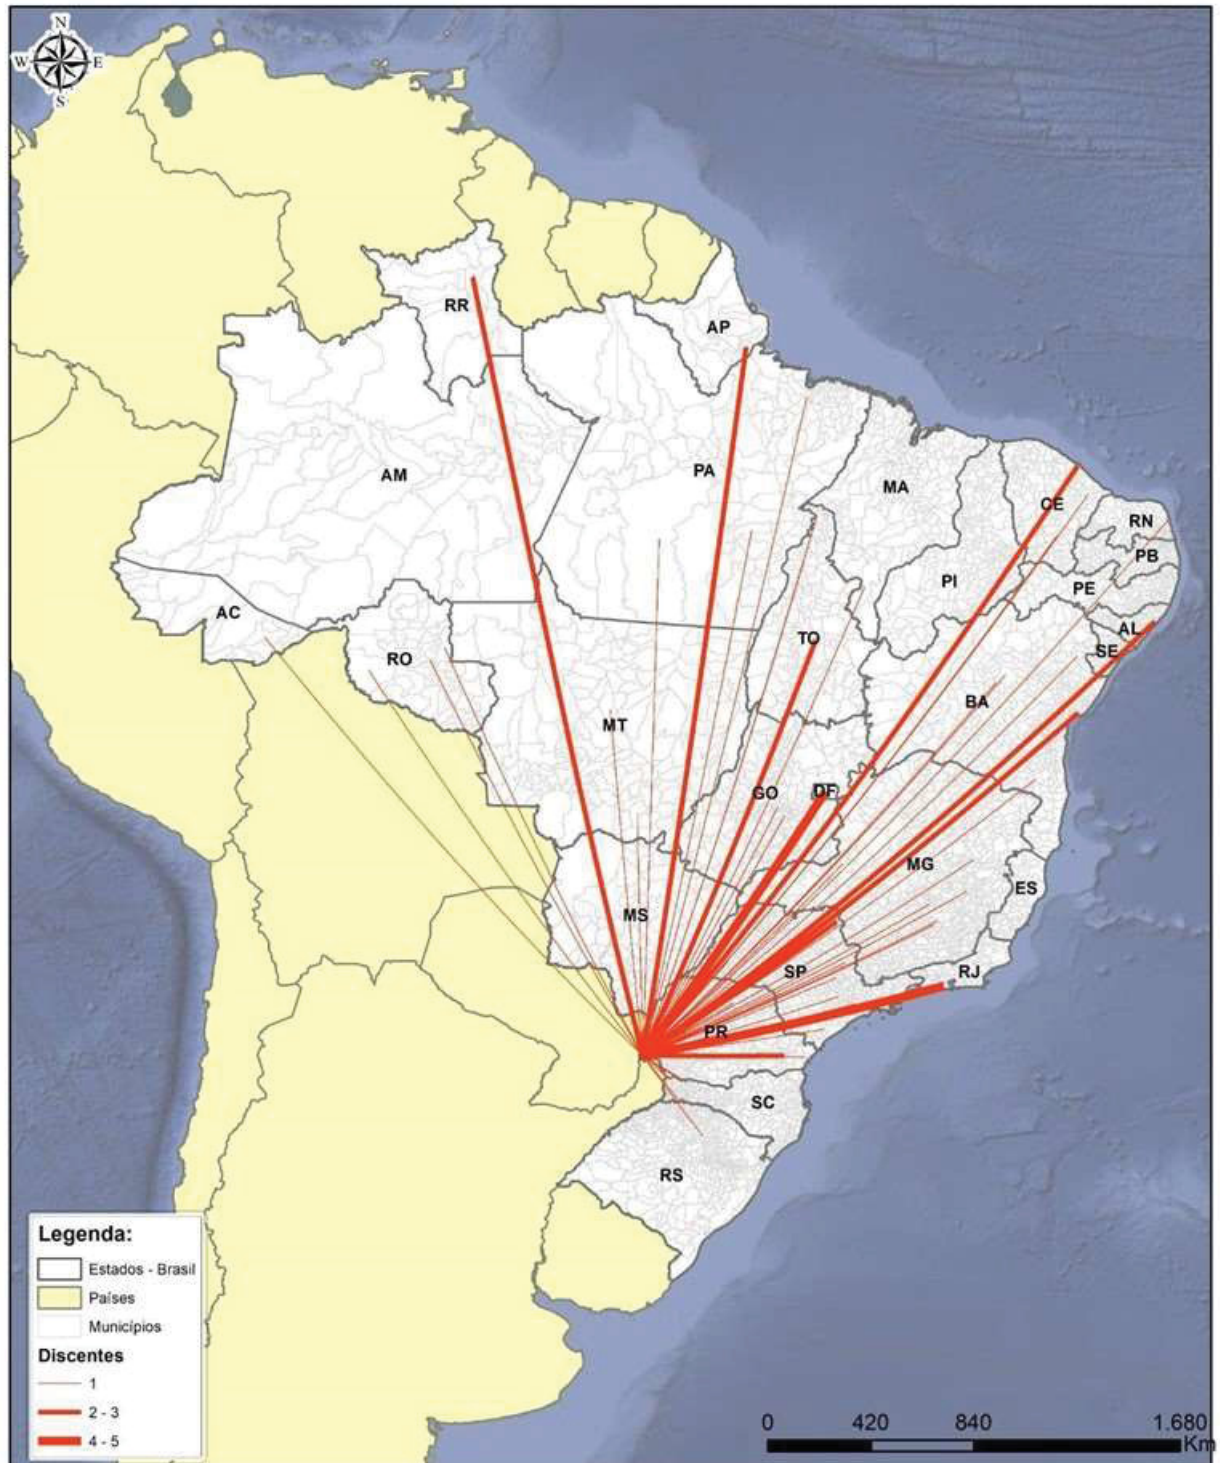 N
W E
S
RR
AP
AM
PA
MA
CE
RN
PB
PI
PE
AC
AL
TO
SE
RO
BA
MT
GO
DF
MG
ES
MS
SP
RJ
PR
SC
RS
Legenda:
Estados - Brasil
Países
Municípios
Discentes
1
2 - 3
4 - 5
0 420 840 1.680
Km